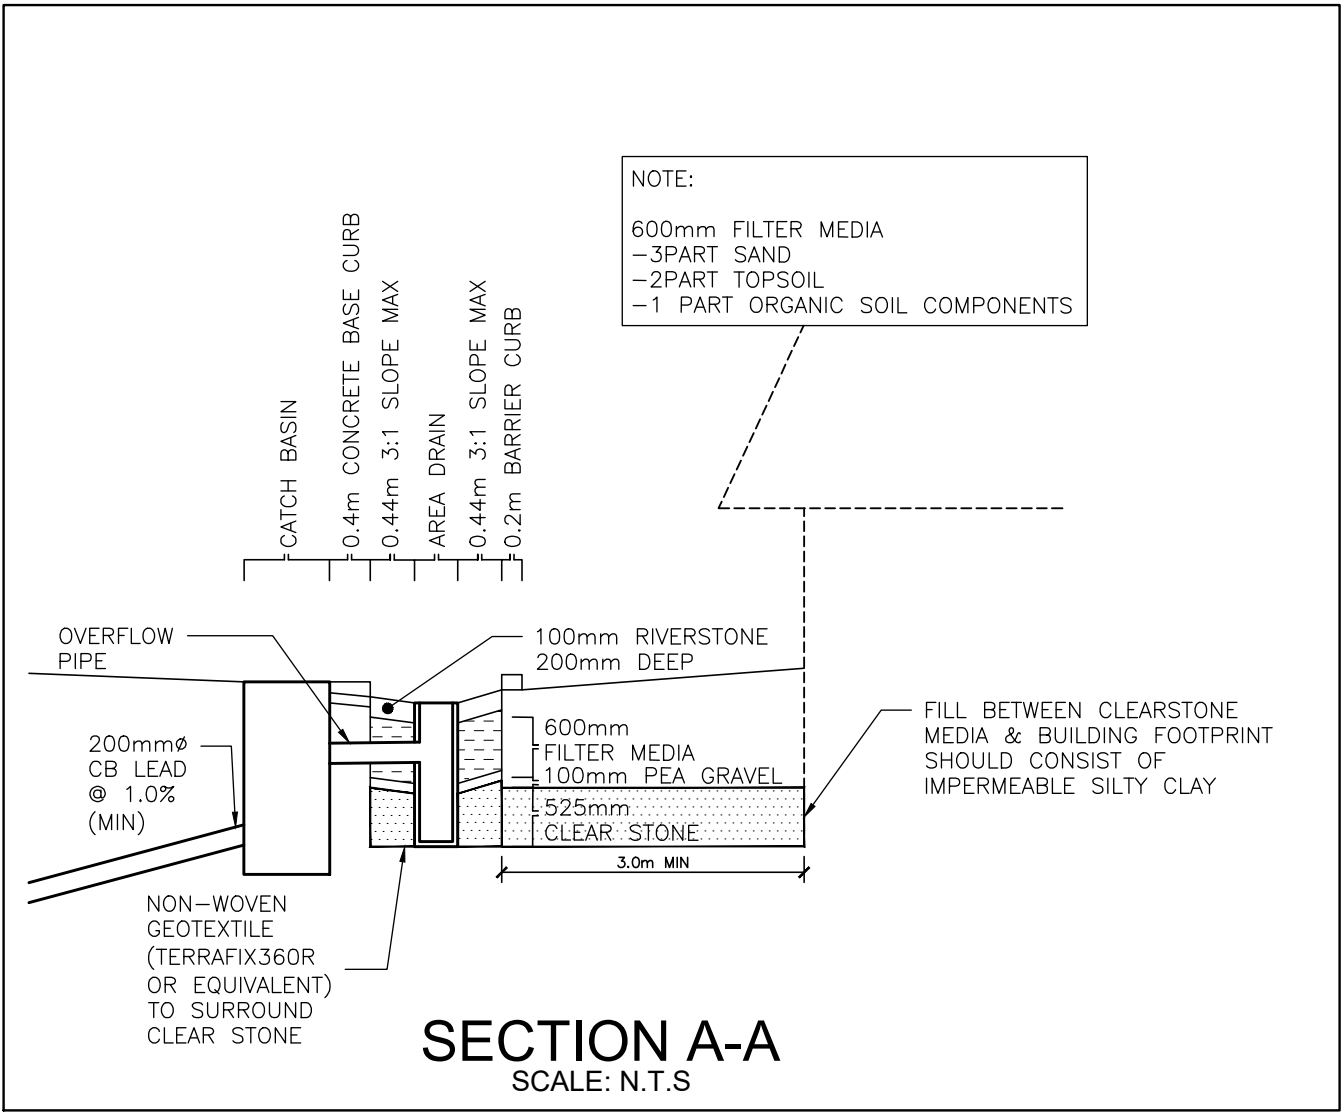 NOTE:
600mm FILTER MEDIA
-3PART SAND
-2PART TOPSOIL
-1 PART ORGANIC SOIL COMPONENTS
CATCH BASIN
0.4m CONCRETE BASE CURB
0.44m 3:1 SLOPE MAX
AREA DRAIN
0.44m 3:1 SLOPE MAX
0.2m BARRIER CURB
OVERFLOW
PIPE
100mm RIVERSTONE
200mm DEEP
200mmø
CB LEAD
@ 1.0%
(MIN)
600mm
FILTER MEDIA
100mm PEA GRAVEL
525mm
CLEAR STONE
3.0m MIN
FILL BETWEEN CLEARSTONE
MEDIA & BUILDING FOOTPRINT
SHOULD CONSIST OF
IMPERMEABLE SILTY CLAY
NON-WOVEN
GEOTEXTILE
(TERRAFIX360R
OR EQUIVALENT)
TO SURROUND
CLEAR STONE
SECTION A-A
SCALE: N.T.S